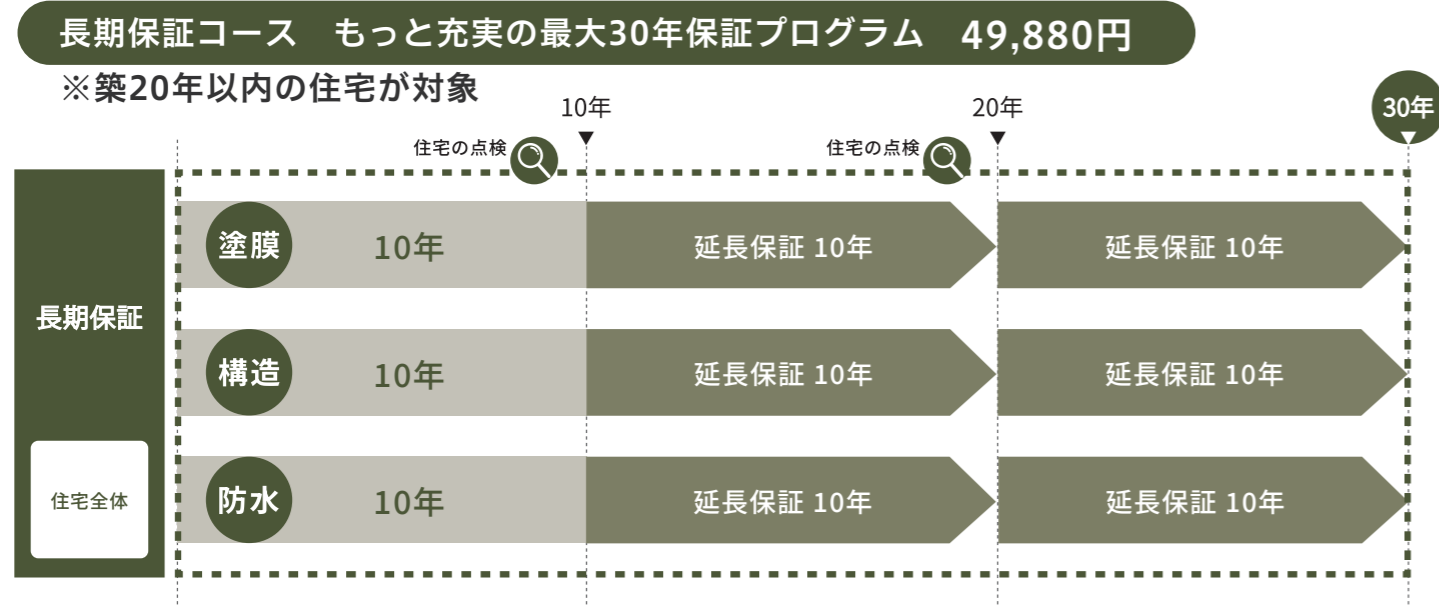 長期保証コース　もっと充実の最大30年保証プログラム　49,880円
※築20年以内の住宅が対象
10年
20年
30年
住宅の点検
住宅の点検
長期保証
住宅全体
塗膜 10年 延長保証 10年 延長保証 10年
構造 10年 延長保証 10年 延長保証 10年
防水 10年 延長保証 10年 延長保証 10年